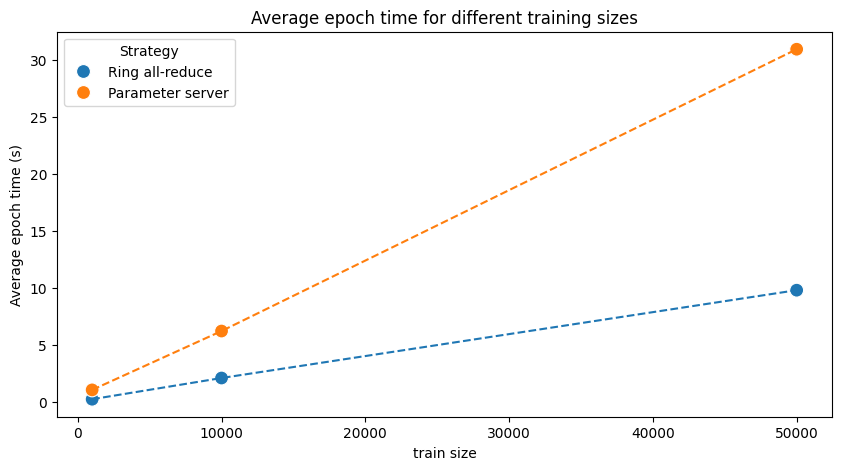 Average epoch time for different training sizes
Strategy
Ring all-reduce
Parameter server
Average epoch time (s)
30
25
20
15
10
5
0
0 10000 20000 30000 40000 50000
train size